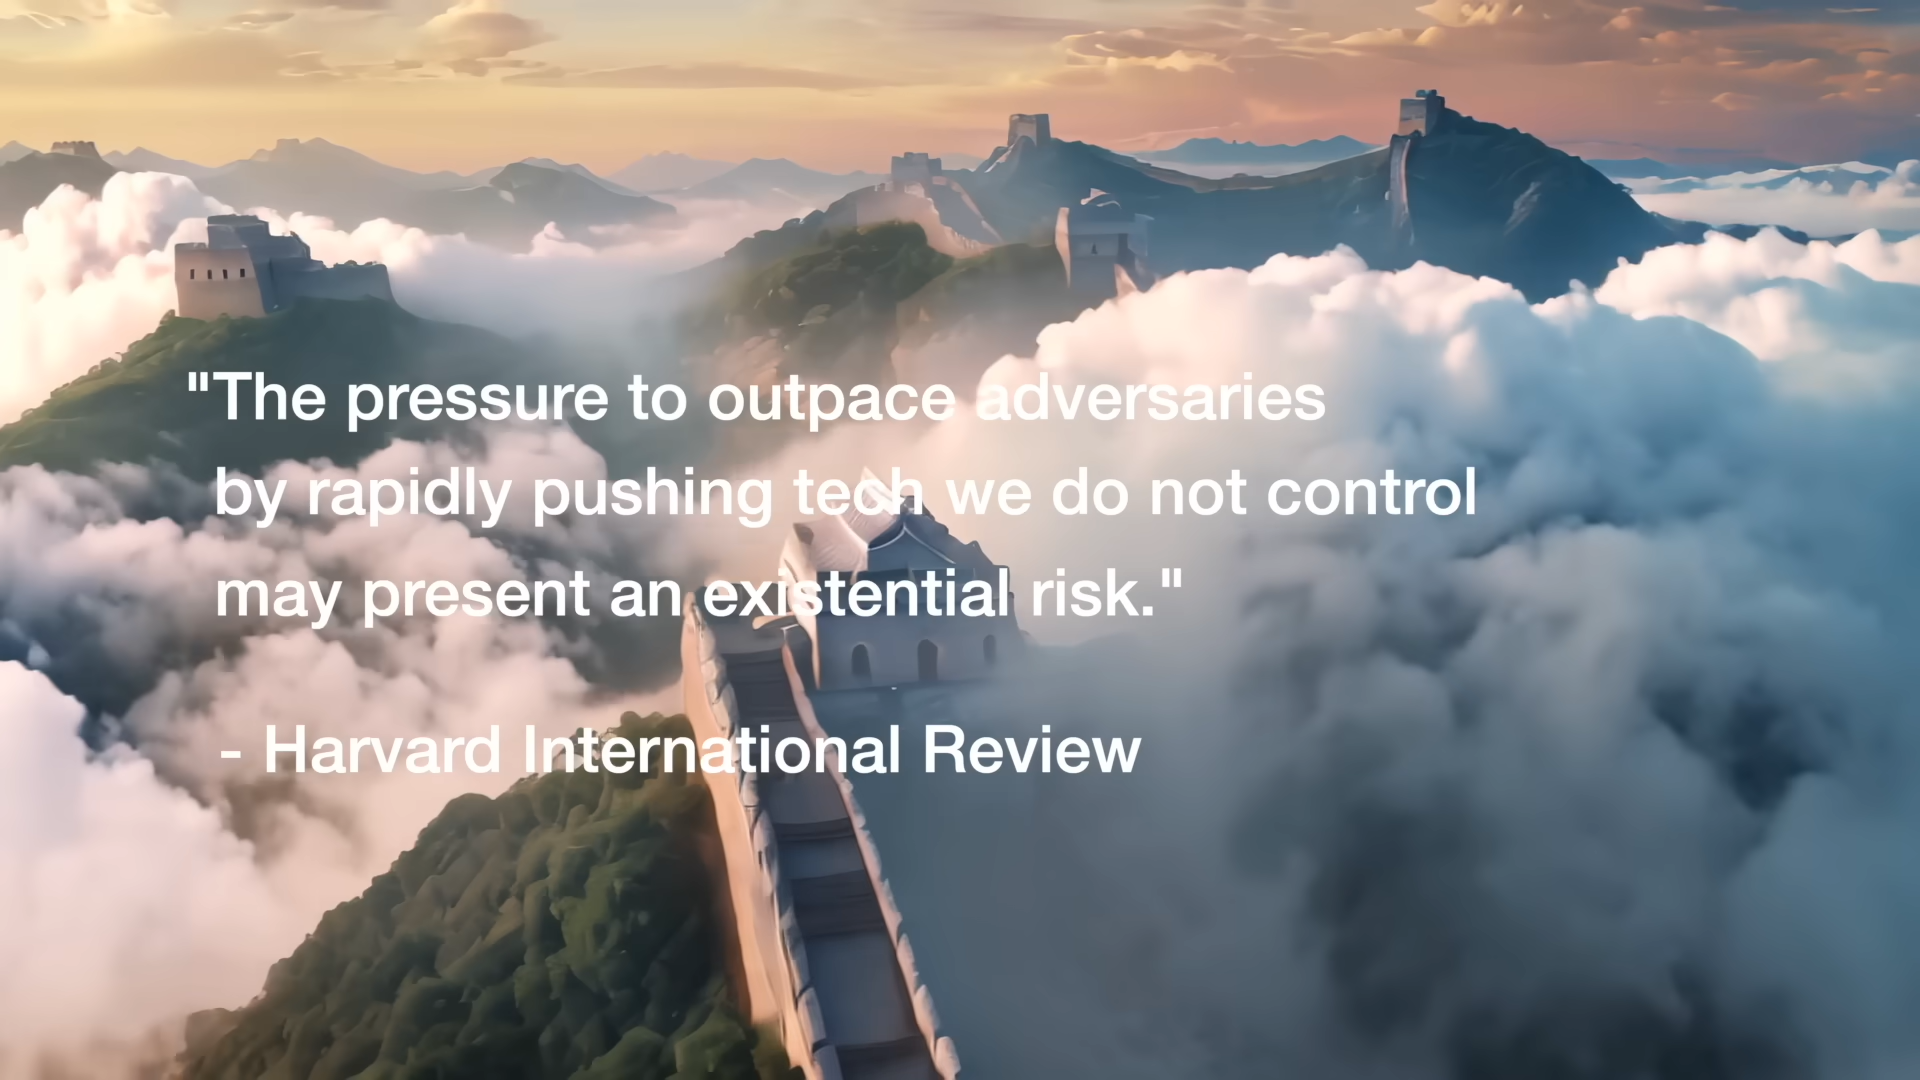 "The pressure to outpace adversaries
by rapidly pushing tech we do not control
may present an existential risk."
- Harvard International Review